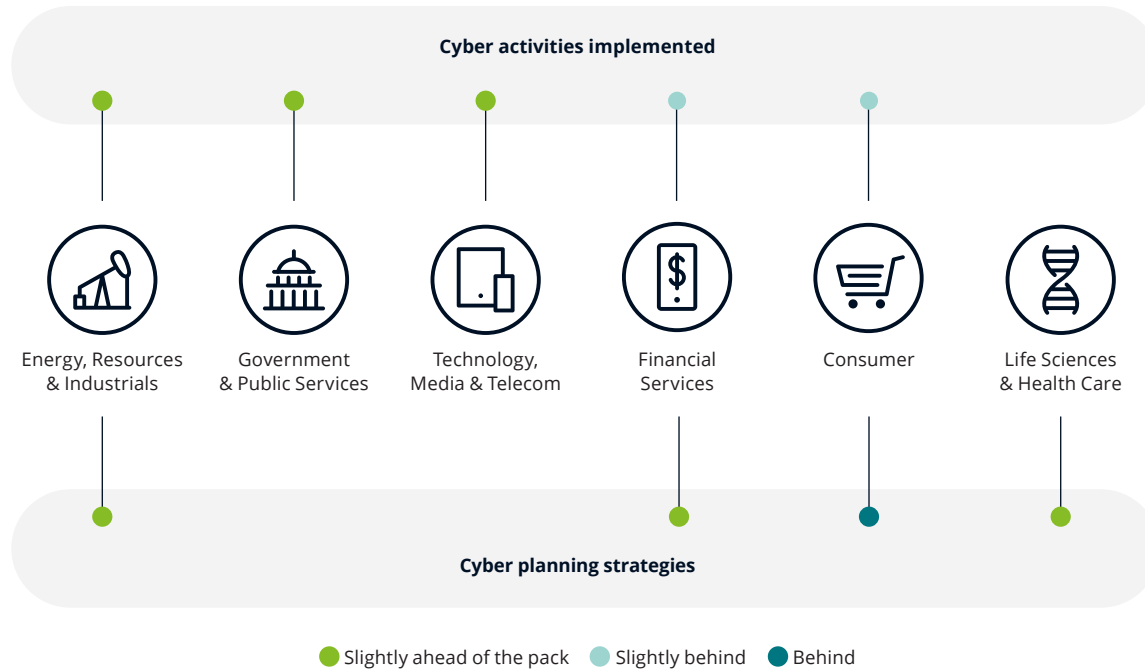 Cyber activities implemented
$
Energy, Resources
& Industrials
Government
& Public Services
Technology,
Media & Telecom
Financial
Services
Consumer
Life Sciences
& Health Care
Cyber planning strategies
Slightly ahead of the pack Slightly behind Behind